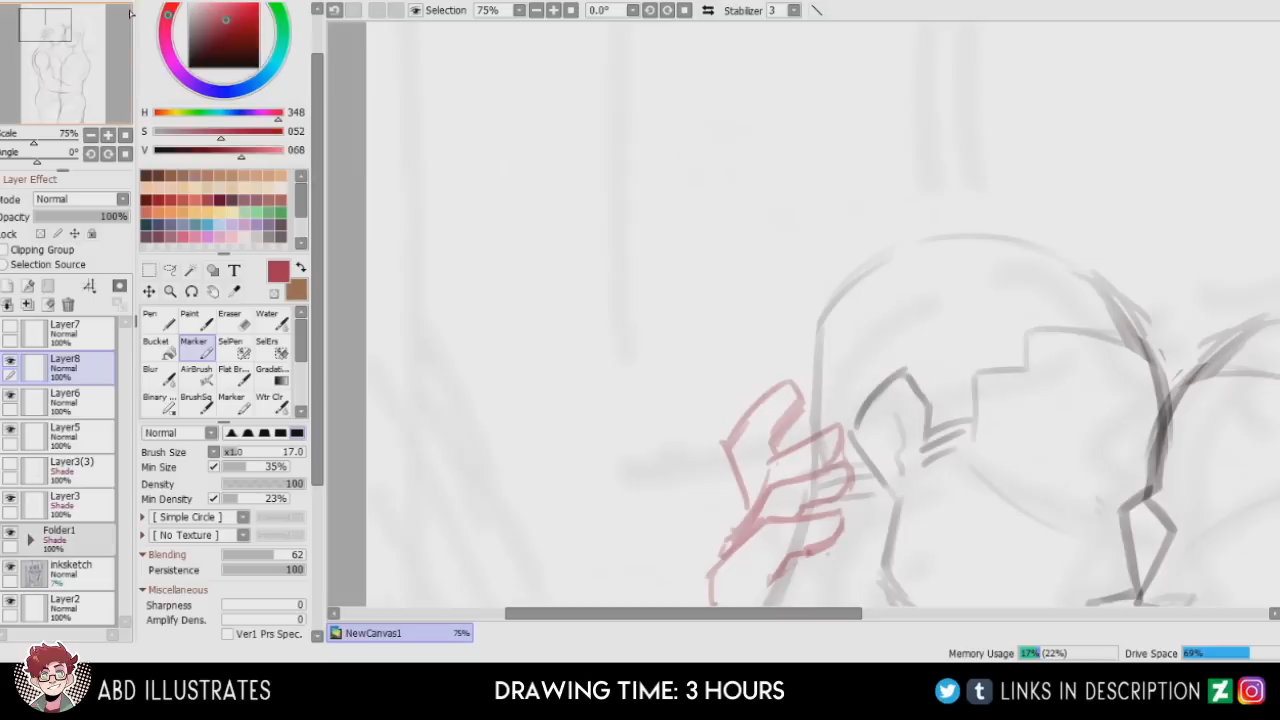 Selection 75% 0.0° Stabilizer 3
Scale 75%
Angle 0°
H 348
S 052
V 068
Layer Effect
Mode Normal
Opacity 100%
Lock
Clipping Group
Selection Source
T
Pen Paint Eraser Water
Bucket Marker SelPen SelErs
Blur AirBrush Flat Br... Gradati...
Binary ... BrushSq Marker Wtr Clr
Layer7
Normal
100%
Layer8
Normal
100%
Layer6
Normal
100%
Layer5
Normal
100%
Layer3(3)
Shade
100%
Layer3
Shade
100%
Folder1
Shade
100%
inksketch
Normal
7%
Layer2
Normal
100%
Normal
Brush Size x1.0 17.0
Min Size 35%
Density 100
Min Density 23%
[ Simple Circle ]
[ No Texture ]
Blending 62
Persistence 100
Miscellaneous
Sharpness 0
Amplify Dens. 0
Ver1 Prs Spec.
NewCanvas1 75%
Memory Usage 17% (22%) Drive Space 69%
ABD ILLUSTRATES DRAWING TIME: 3 HOURS LINKS IN DESCRIPTION